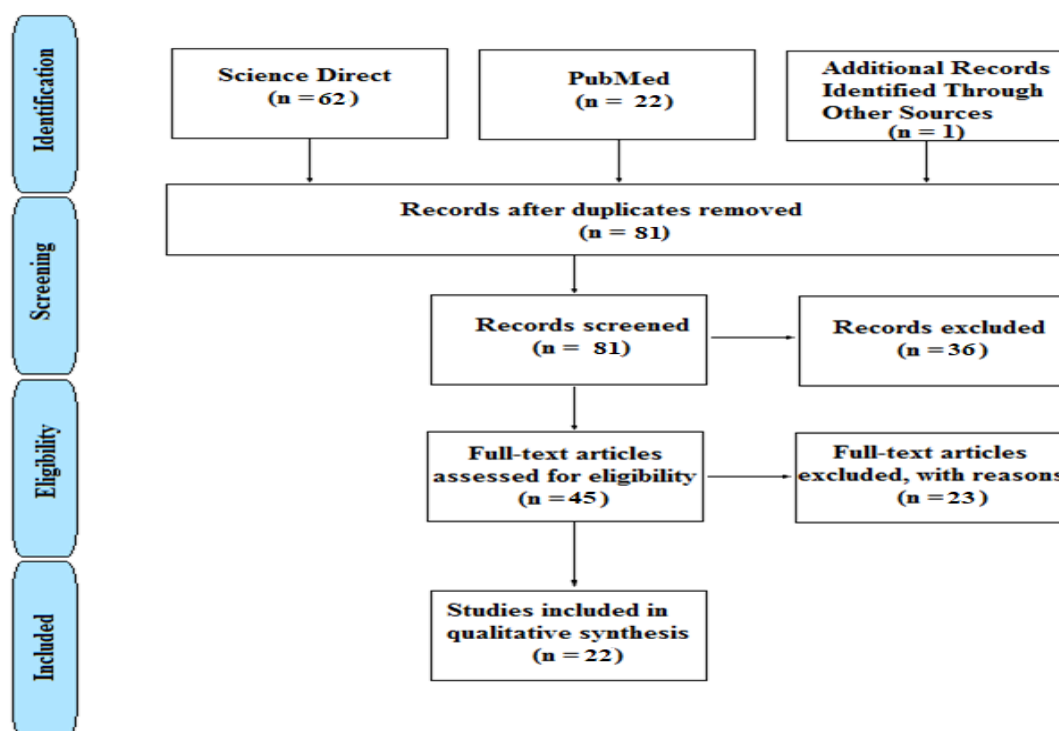 Identification
Science Direct
(n = 62)
PubMed
(n = 22)
Additional Records
Identified Through
Other Sources
(n = 1)
Records after duplicates removed
(n = 81)
Screening
Records screened
(n = 81)
Records excluded
(n = 36)
Eligibility
Full-text articles
assessed for eligibility
(n = 45)
Full-text articles
excluded, with reasons
(n = 23)
Included
Studies included in
qualitative synthesis
(n = 22)